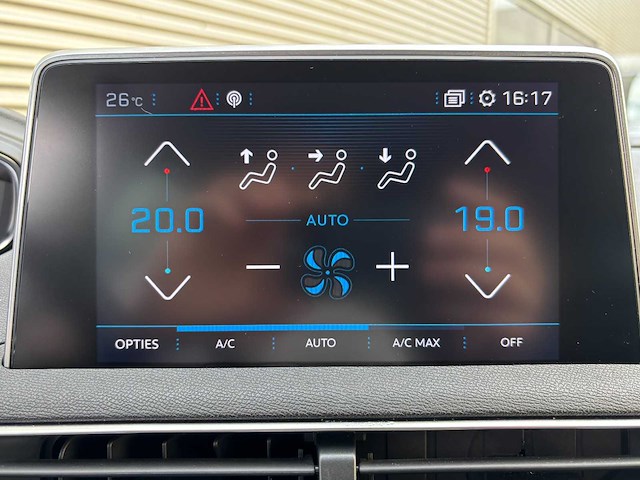 26°C 16:17
20.0 AUTO 19.0
OPTIES A/C AUTO A/C MAX OFF